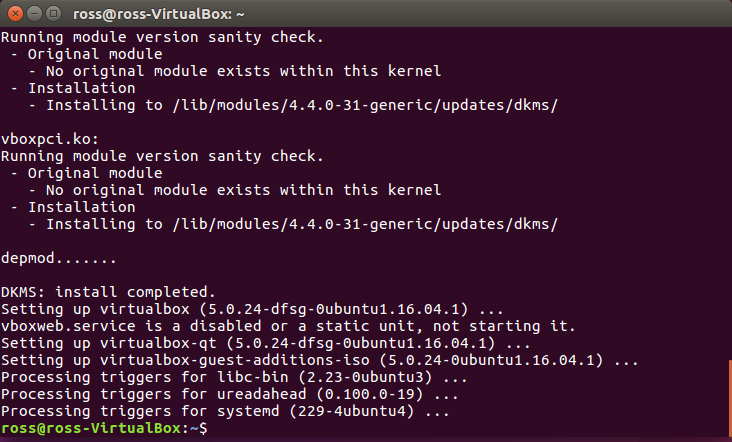 ross@ross-VirtualBox: ~
Running module version sanity check.
 - Original module
   - No original module exists within this kernel
 - Installation
   - Installing to /lib/modules/4.4.0-31-generic/updates/dkms/

vboxpci.ko:
Running module version sanity check.
 - Original module
   - No original module exists within this kernel
 - Installation
   - Installing to /lib/modules/4.4.0-31-generic/updates/dkms/

depmod.......

DKMS: install completed.
Setting up virtualbox (5.0.24-dfsg-0ubuntu1.16.04.1) ...
vboxweb.service is a disabled or a static unit, not starting it.
Setting up virtualbox-qt (5.0.24-dfsg-0ubuntu1.16.04.1) ...
Setting up virtualbox-guest-additions-iso (5.0.24-0ubuntu1.16.04.1) ...
Processing triggers for libc-bin (2.23-0ubuntu3) ...
Processing triggers for ureadahead (0.100.0-19) ...
Processing triggers for systemd (229-4ubuntu4) ...
ross@ross-VirtualBox:~$